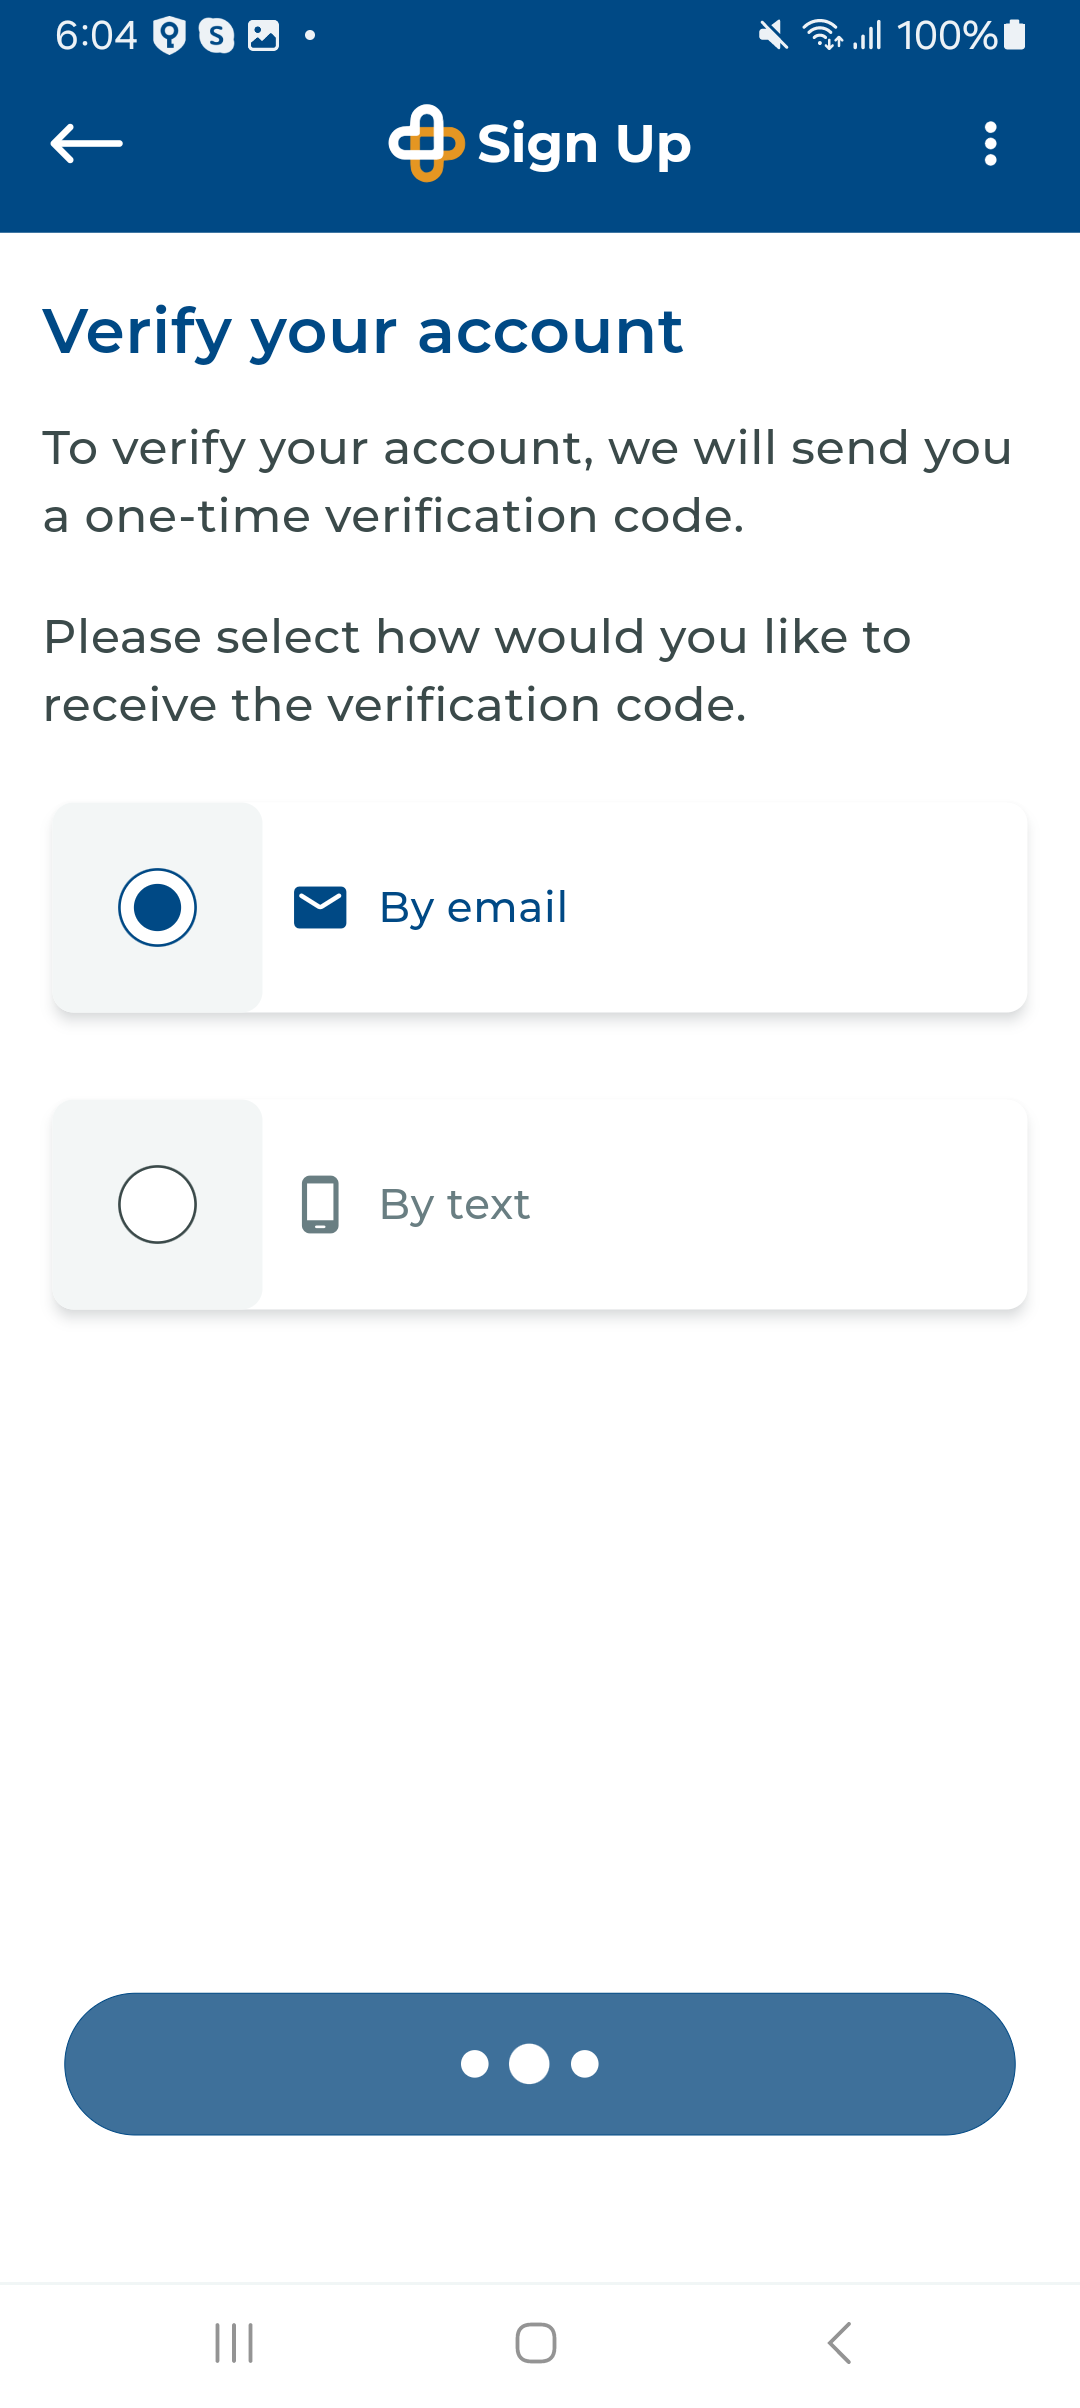 6:04 S 100%
Sign Up
Verify your account
To verify your account, we will send you
a one-time verification code.
Please select how would you like to
receive the verification code.
By email
By text